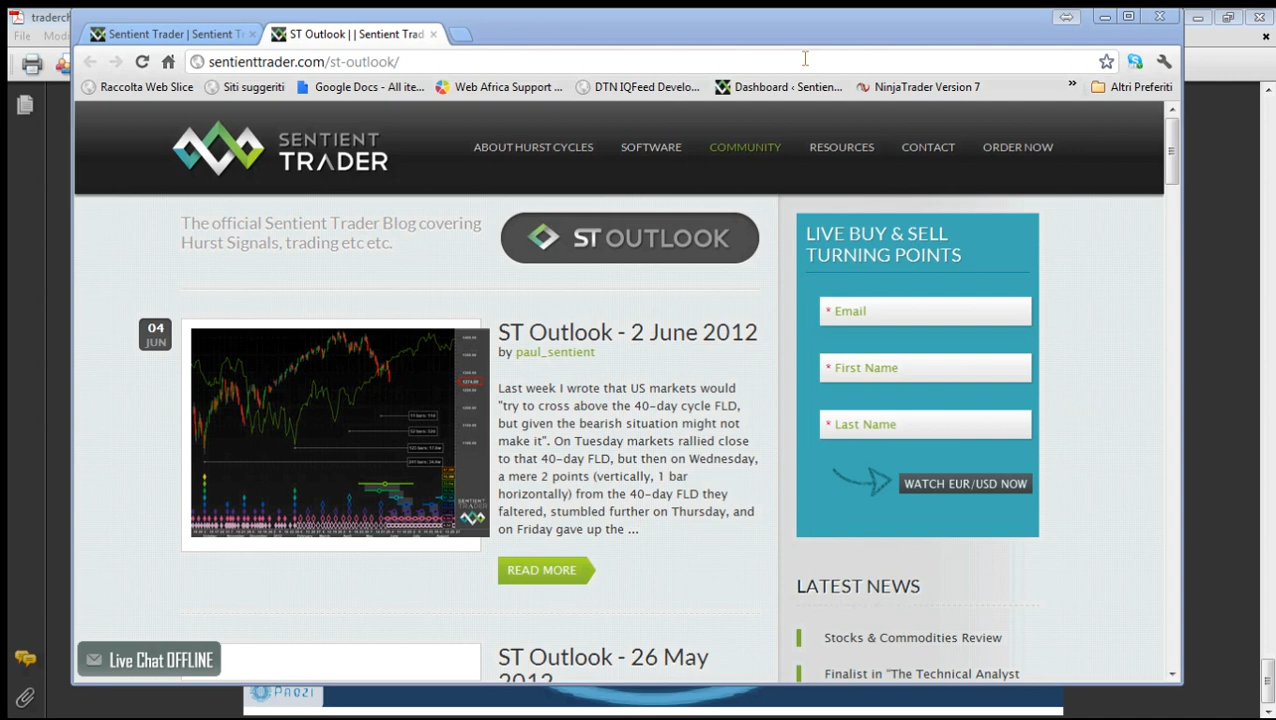 traderch
File
Sentient Trader | Sentient T
ST Outlook | | Sentient Trad
sentienttrader.com/st-outlook/
Raccolta Web Slice
Siti suggeriti
Google Docs - All ite...
Web Africa Support ...
DTN IQFeed Develo...
Dashboard ‹ Sentien...
NinjaTrader Version 7
»
Altri Preferiti
SENTIENT
TRADER
ABOUT HURST CYCLES
SOFTWARE
COMMUNITY
RESOURCES
CONTACT
ORDER NOW
The official Sentient Trader Blog covering
Hurst Signals, trading etc etc.
ST OUTLOOK
04
JUN
ST Outlook - 2 June 2012
by paul_sentient
Last week I wrote that US markets would
"try to cross above the 40-day cycle FLD,
but given the bearish situation might not
make it". On Tuesday markets rallied close
to that 40-day FLD, but then on Wednesday,
a mere 2 points (vertically, 1 bar
horizontally) from the 40-day FLD they
faltered, stumbled further on Thursday, and
on Friday gave up the ...
READ MORE
SENTIENT
TRADER
ST Outlook - 26 May
2012
LIVE BUY & SELL
TURNING POINTS
* Email
* First Name
* Last Name
WATCH EUR/USD NOW
LATEST NEWS
Stocks & Commodities Review
Finalist in "The Technical Analyst
Live Chat OFFLINE
PAOZI